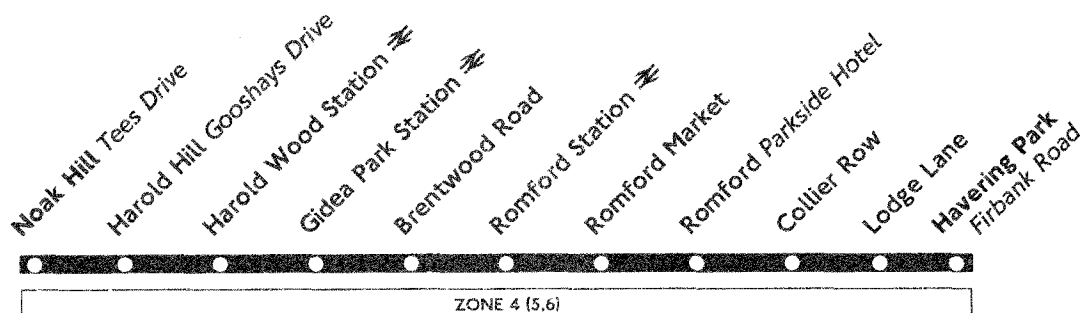 Noak Hill Tees Drive
Harold Hill Gooshays Drive
Harold Wood Station
Gidea Park Station
Brentwood Road
Romford Station
Romford Market
Romford Parkside Hotel
Collier Row
Lodge Lane
Havering Park
Firbank Road
ZONE 4 (5,6)